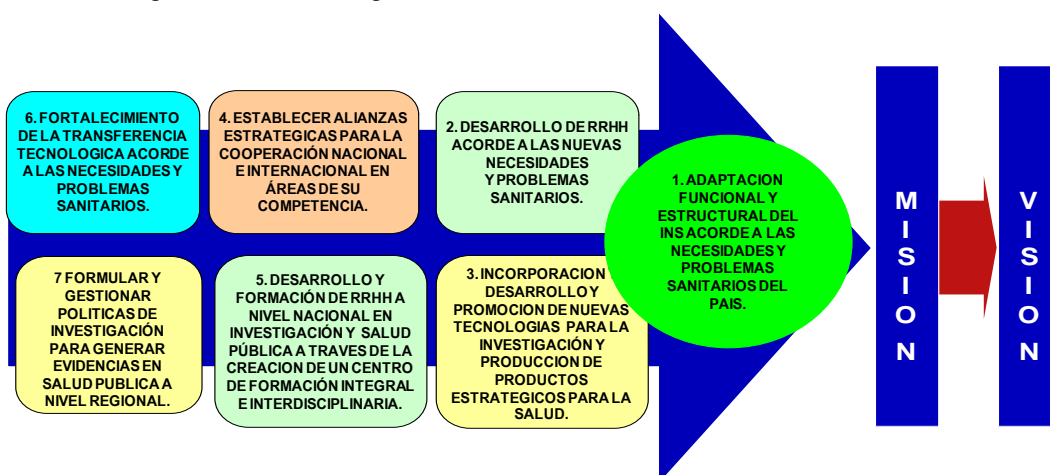 6. FORTALECIMIENTO
DE LA TRANSFERENCIA
TECNOLOGICA ACORDE
A LAS NECESIDADES Y
PROBLEMAS
SANITARIOS.
4. ESTABLECER ALIANZAS
ESTRATEGICAS PARA LA
COOPERACIÓN NACIONAL
E INTERNACIONAL EN
ÁREAS DE SU
COMPETENCIA.
2. DESARROLLO DE RRHH
ACORDE A LAS NUEVAS
NECESIDADES
Y PROBLEMAS
SANITARIOS.
1. ADAPTACION
FUNCIONAL Y
ESTRUCTURAL DEL
INS ACORDE A LAS
NECESIDADES Y
PROBLEMAS
SANITARIOS DEL
PAIS.
7 FORMULAR Y
GESTIONAR
POLITICAS DE
INVESTIGACIÓN
PARA GENERAR
EVIDENCIAS EN
SALUD PUBLICA A
NIVEL REGIONAL.
5. DESARROLLO Y
FORMACIÓN DE RRHH A
NIVEL NACIONAL EN
INVESTIGACIÓN Y SALUD
PÚBLICA A TRAVES DE LA
CREACION DE UN CENTRO
DE FORMACIÓN INTEGRAL
E INTERDISCIPLINARIA.
3. INCORPORACION
DESARROLLO Y
PROMOCION DE NUEVAS
TECNOLOGIAS PARA LA
INVESTIGACIÓN Y
PRODUCCION DE
PRODUCTOS
ESTRATEGICOS PARA LA
SALUD.
MISION
VISION